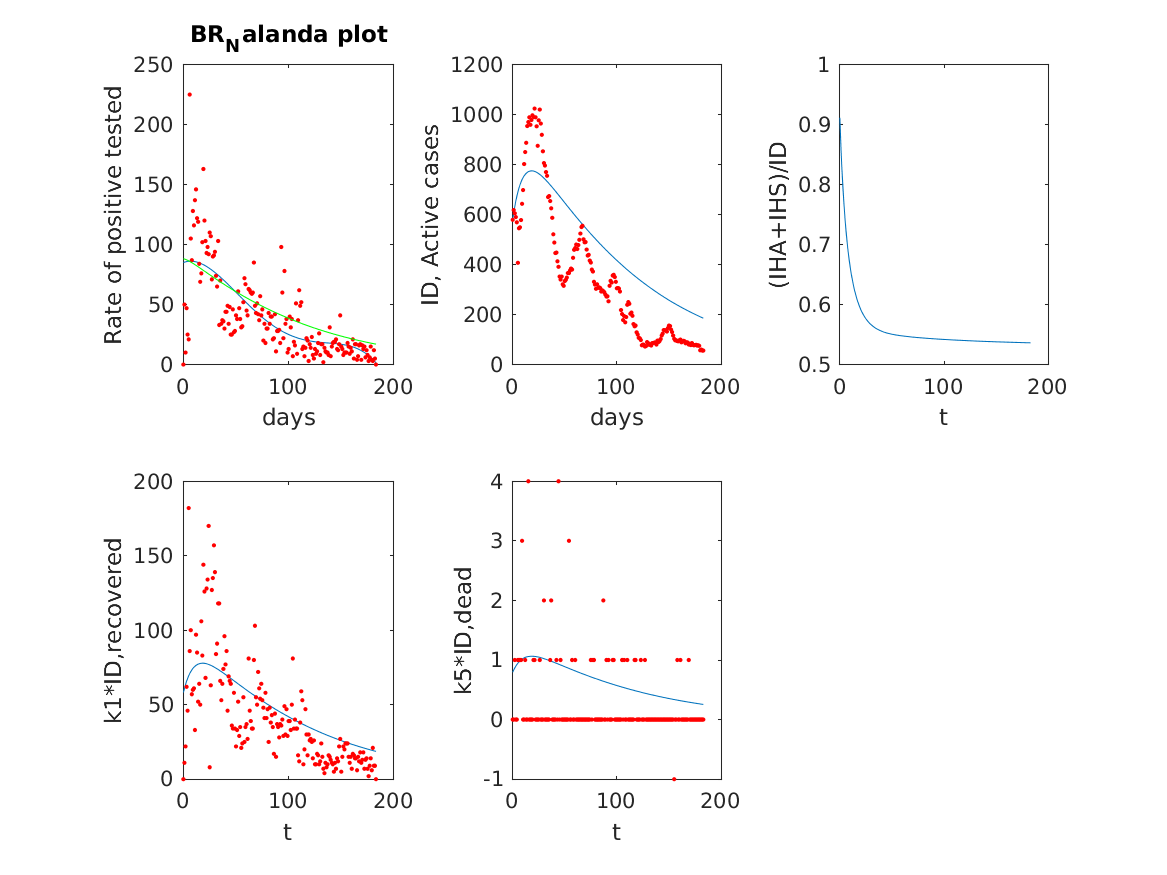 BR_Nalanda plot
250
200
150
100
50
0
0 100 200
days
Rate of positive tested
1200
1000
800
600
400
200
0
0 100 200
days
ID, Active cases
1
0.9
0.8
0.7
0.6
0.5
0 100 200
t
(IHA+IHS)/ID
200
150
100
50
0
0 100 200
t
k1*ID,recovered
4
3
2
1
0
-1
0 100 200
t
k5*ID,dead